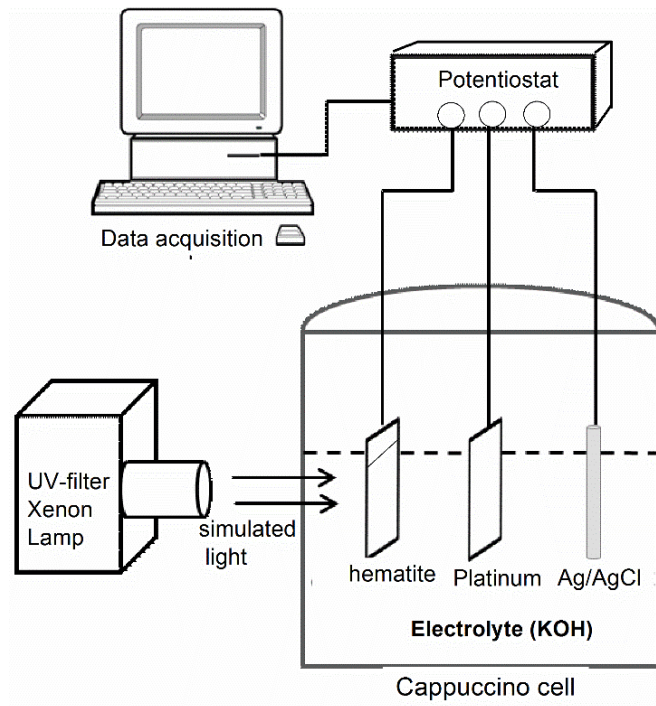 Potentiostat
Data acquisition
UV-filter
Xenon
Lamp
simulated
light
hematite
Platinum
Ag/AgCl
Electrolyte (KOH)
Cappuccino cell